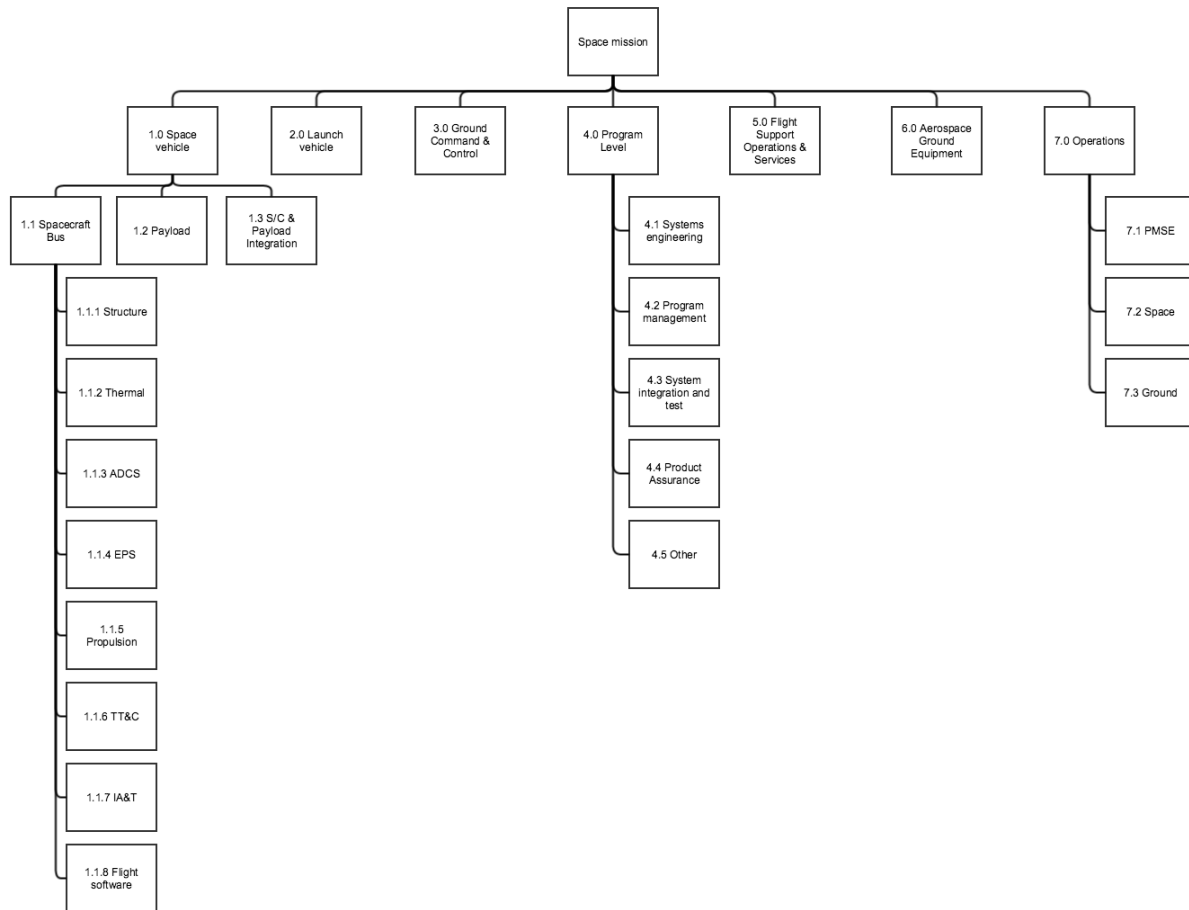 Space mission
1.0 Space
vehicle
2.0 Launch
vehicle
3.0 Ground
Command &
Control
4.0 Program
Level
5.0 Flight
Support
Operations &
Services
6.0 Aerospace
Ground
Equipment
7.0 Operations
1.1 Spacecraft
Bus
1.2 Payload
1.3 S/C &
Payload
Integration
1.1.1 Structure
1.1.2 Thermal
1.1.3 ADCS
1.1.4 EPS
1.1.5
Propulsion
1.1.6 TT&C
1.1.7 IA&T
1.1.8 Flight
software
4.1 Systems
engineering
4.2 Program
management
4.3 System
integration and
test
4.4 Product
Assurance
4.5 Other
7.1 PMSE
7.2 Space
7.3 Ground